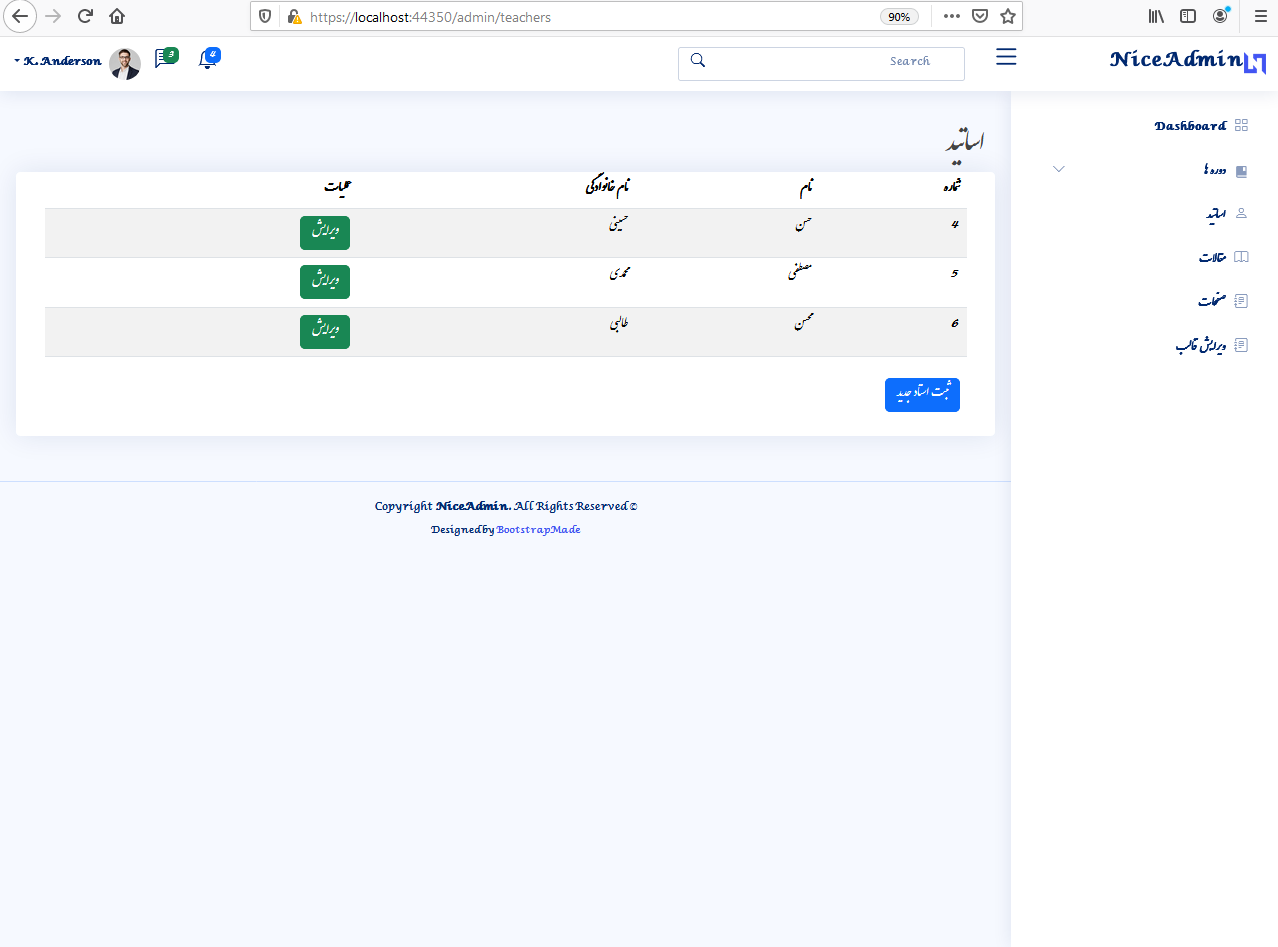 https://localhost:44350/admin/teachers 90%
NiceAdmin
Search
4
3
K. Anderson
Dashboard
دوره ها
اساتید
مقالات
صفحات
ویرایش قالب
اساتید
شماره نام نام خانوادگی عملیات
4 حسن حسینی ویرایش
5 مصطفی محمدی ویرایش
6 محسن طالبی ویرایش
ثبت استاد جدید
Copyright NiceAdmin. All Rights Reserved ©
Designed by BootstrapMade